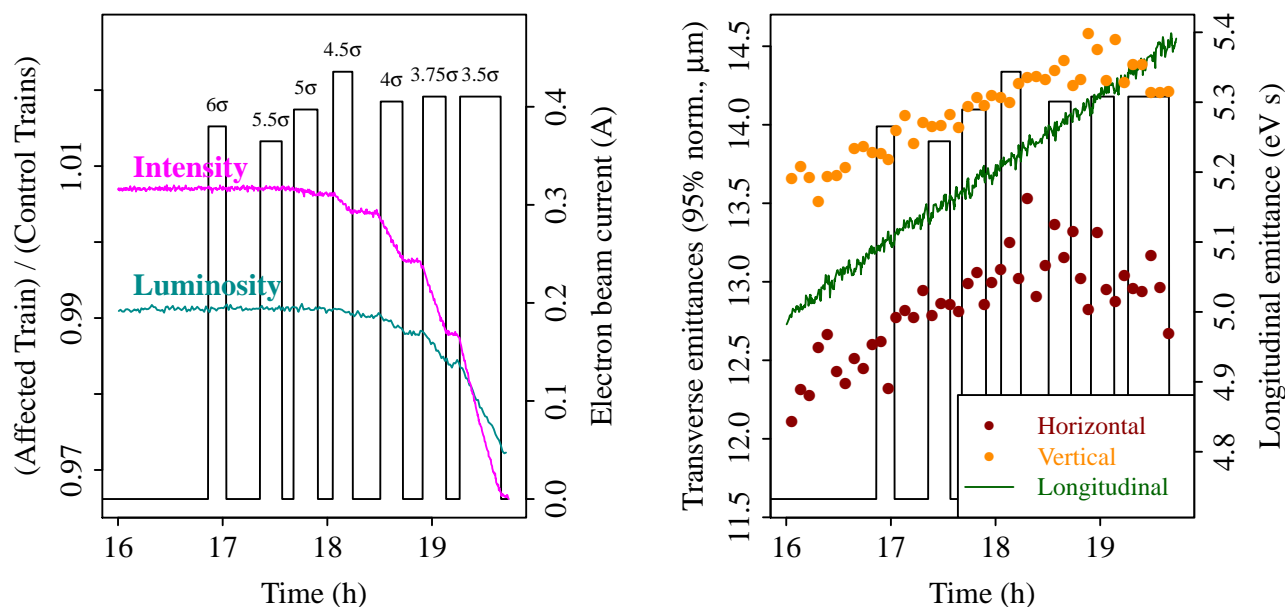 (Affected Train) / (Control Trains)
0.97
0.99
1.01
Intensity
Luminosity
6σ
5.5σ
5σ
4.5σ
4σ
3.75σ
3.5σ
0.0
0.1
0.2
0.3
0.4
Electron beam current (A)
16
17
18
19
Time (h)
Transverse emittances (95% norm., μm)
11.5
12.0
12.5
13.0
13.5
14.0
14.5
Horizontal
Vertical
Longitudinal
4.8
4.9
5.0
5.1
5.2
5.3
5.4
Longitudinal emittance (eV s)
16
17
18
19
Time (h)